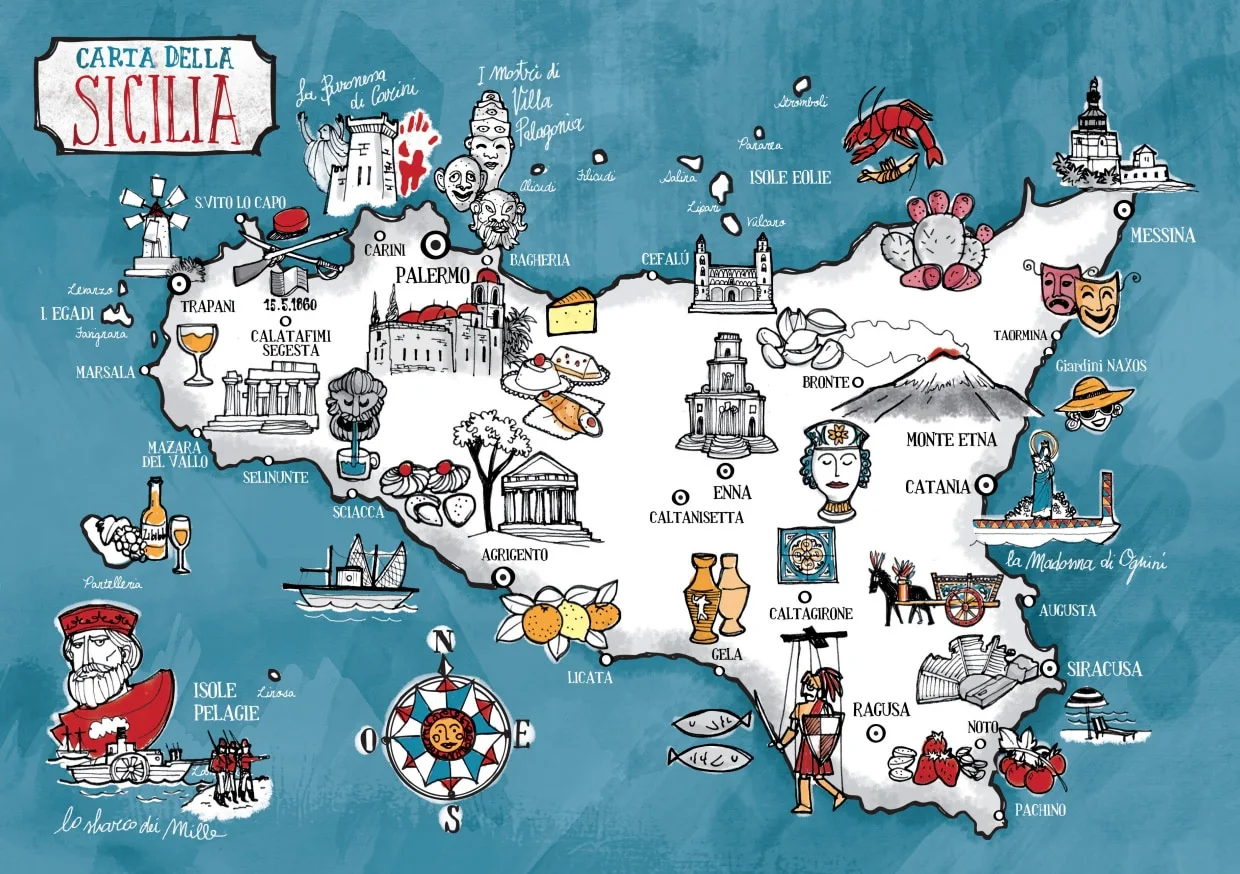 CARTA DELLA
SICILIA
La Baronessa
di Carini
I Mostri di
Villa
Palagonia
Stromboli
Panarea
Alicudi
Filicudi
Salina
ISOLE EOLIE
Lipari
Vulcano
S.VITO LO CAPO
CARINI
PALERMO
BAGHERIA
CEFALÚ
MESSINA
Levanzo
I. EGADI
TRAPANI
15.5.1860
CALATAFIMI
SEGESTA
MARSALA
TAORMINA
Giardini NAXOS
BRONTE
MONTE ETNA
MAZARA
DEL VALLO
SELINUNTE
SCIACCA
ENNA
CALTANISETTA
CATANIA
Zibibbo
AGRIGENTO
la Madonna di Ognini
Pantelleria
CALTAGIRONE
AUGUSTA
GELA
LICATA
SIRACUSA
ISOLE
PELAGIE
Linosa
RAGUSA
NOTO
PACHINO
N
O
E
S
lo sbarco dei Mille